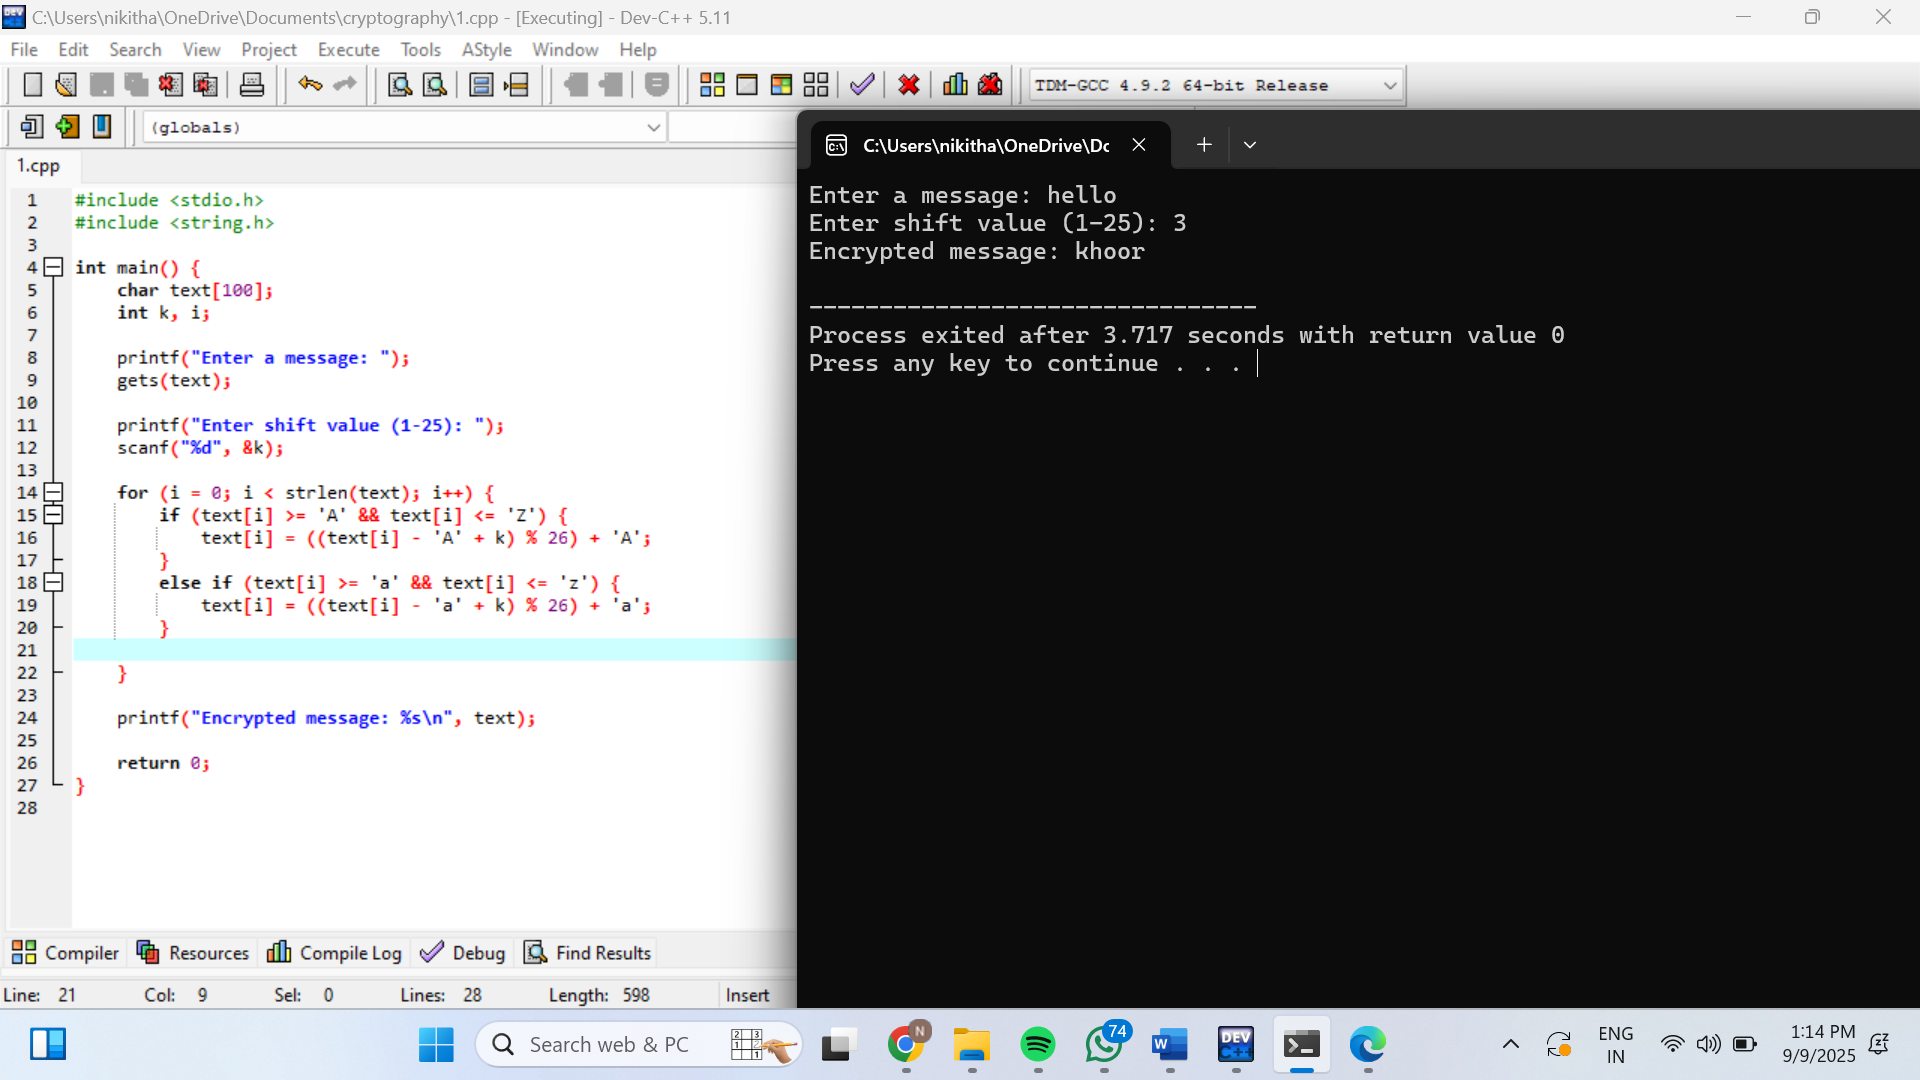 C:\Users\nikitha\OneDrive\Documents\cryptography\1.cpp - [Executing] - Dev-C++ 5.11
File Edit Search View Project Execute Tools AStyle Window Help
TDM-GCC 4.9.2 64-bit Release
(globals)
1.cpp
1 #include <stdio.h>
2 #include <string.h>
3
4 int main() {
5 char text[100];
6 int k, i;
7
8 printf("Enter a message: ");
9 gets(text);
10
11 printf("Enter shift value (1-25): ");
12 scanf("%d", &k);
13
14 for (i = 0; i < strlen(text); i++) {
15 if (text[i] >= 'A' && text[i] <= 'Z') {
16 text[i] = ((text[i] - 'A' + k) % 26) + 'A';
17 }
18 else if (text[i] >= 'a' && text[i] <= 'z') {
19 text[i] = ((text[i] - 'a' + k) % 26) + 'a';
20 }
21
22 }
23
24 printf("Encrypted message: %s\n", text);
25
26 return 0;
27 }
28
C:\Users\nikitha\OneDrive\Dc
Enter a message: hello
Enter shift value (1-25): 3
Encrypted message: khoor
--------------------------------
Process exited after 3.717 seconds with return value 0
Press any key to continue . . .
Compiler Resources Compile Log Debug Find Results
Line: 21 Col: 9 Sel: 0 Lines: 28 Length: 598 Insert
Search web & PC
N
74
W
DEV C++
ENG
IN
1:14 PM
9/9/2025